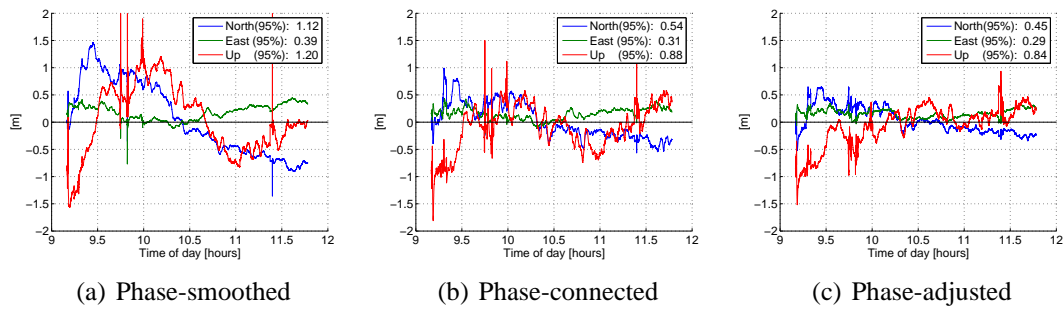 2
1.5
1
0.5
0
−0.5
−1
−1.5
−2
[m]
North(95%): 1.12
East (95%): 0.39
Up (95%): 1.20
9 9.5 10 10.5 11 11.5 12
Time of day [hours]
(a) Phase-smoothed
2
1.5
1
0.5
0
−0.5
−1
−1.5
−2
[m]
North(95%): 0.54
East (95%): 0.31
Up (95%): 0.88
9 9.5 10 10.5 11 11.5 12
Time of day [hours]
(b) Phase-connected
2
1.5
1
0.5
0
−0.5
−1
−1.5
−2
[m]
North(95%): 0.45
East (95%): 0.29
Up (95%): 0.84
9 9.5 10 10.5 11 11.5 12
Time of day [hours]
(c) Phase-adjusted